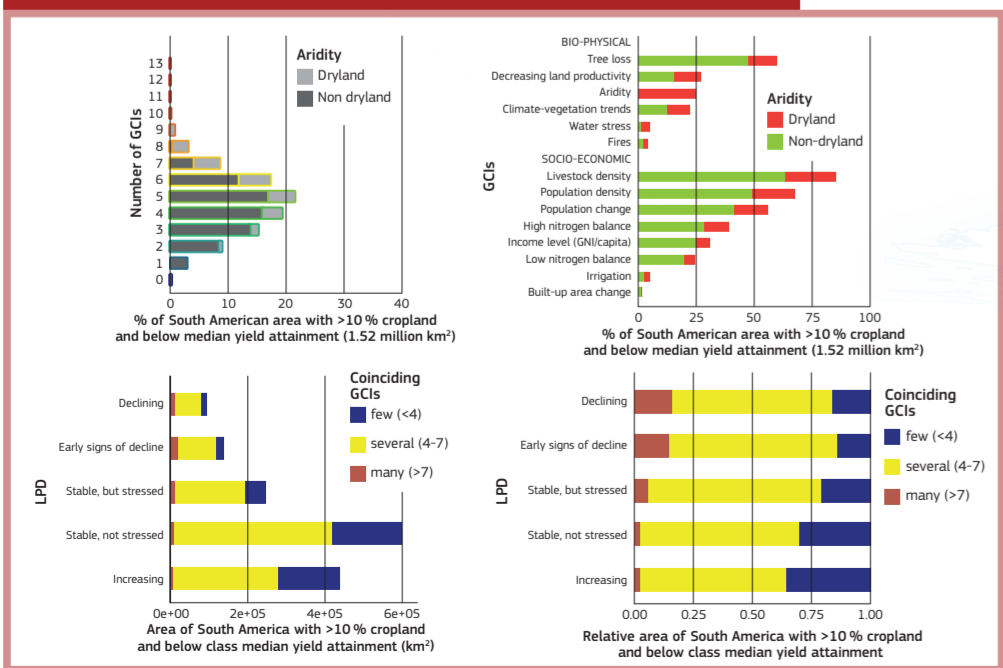 Aridity
Dryland
Non dryland
Number of GCIs
13
12
11
10
9
8
7
6
5
4
3
2
1
0
0 10 20 30 40
% of South American area with >10 % cropland
and below median yield attainment (1.52 million km²)
GCIs
BIO-PHYSICAL
Tree loss
Decreasing land productivity
Aridity
Climate-vegetation trends
Water stress
Fires
SOCIO-ECONOMIC
Livestock density
Population density
Population change
High nitrogen balance
Income level (GNI/capita)
Low nitrogen balance
Irrigation
Built-up area change
Aridity
Dryland
Non-dryland
0 25 50 75 100
% of South American area with >10 % cropland
and below median yield attainment (1.52 million km²)
LPD
Declining
Early signs of decline
Stable, but stressed
Stable, not stressed
Increasing
Coinciding
GCIs
few (<4)
several (4-7)
many (>7)
0e+00 2e+05 4e+05 6e+05
Area of South America with >10 % cropland
and below class median yield attainment (km²)
LPD
Declining
Early signs of decline
Stable, but stressed
Stable, not stressed
Increasing
Coinciding
GCIs
few (<4)
several (4-7)
many (>7)
0.00 0.25 0.50 0.75 1.00
Relative area of South America with >10 % cropland
and below class median yield attainment